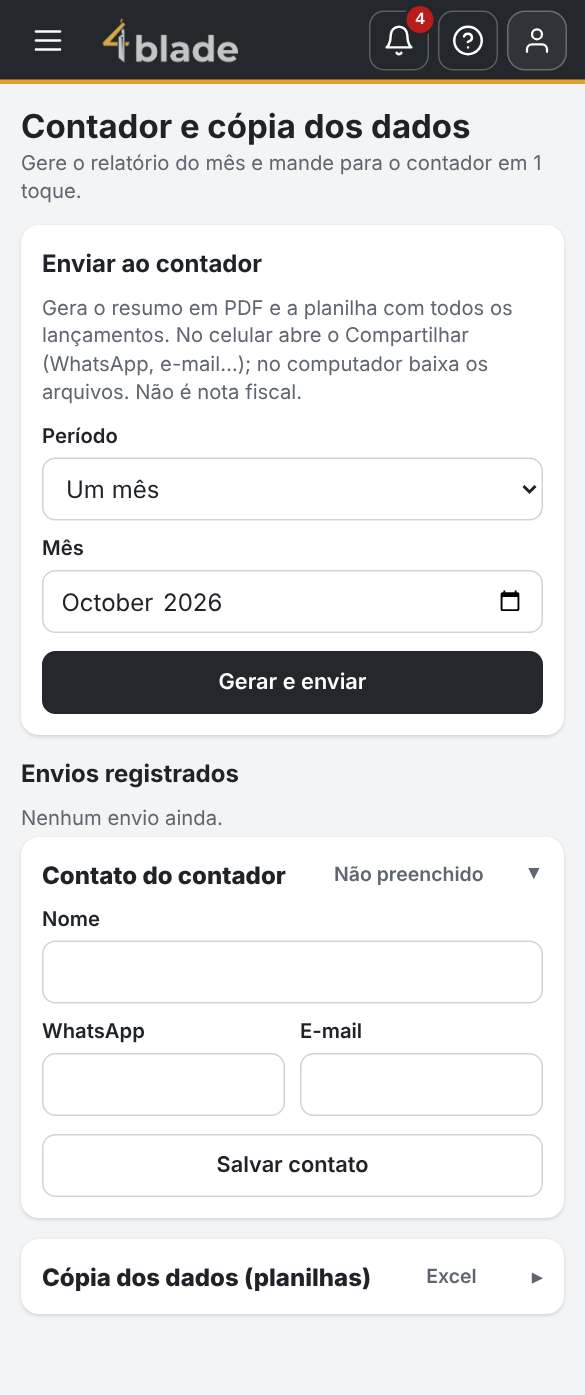 4blade
4
Contador e cópia dos dados
Gere o relatório do mês e mande para o contador em 1
toque.
Enviar ao contador
Gera o resumo em PDF e a planilha com todos os
lançamentos. No celular abre o Compartilhar
(WhatsApp, e-mail...); no computador baixa os
arquivos. Não é nota fiscal.
Período
Um mês
Mês
October 2026
Gerar e enviar
Envios registrados
Nenhum envio ainda.
Contato do contador Não preenchido
Nome
WhatsApp E-mail
Salvar contato
Cópia dos dados (planilhas) Excel